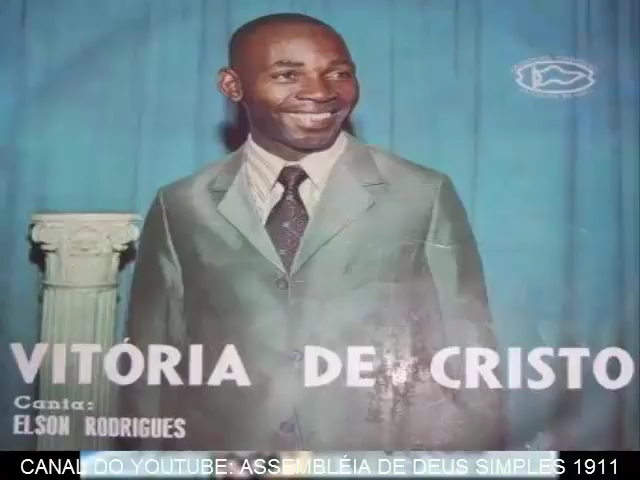 VITÓRIA DE CRISTO
Canta:
ELSON RODRIGUES
CANAL DO YOUTUBE: ASSEMBLÉIA DE DEUS SIMPLES 1911